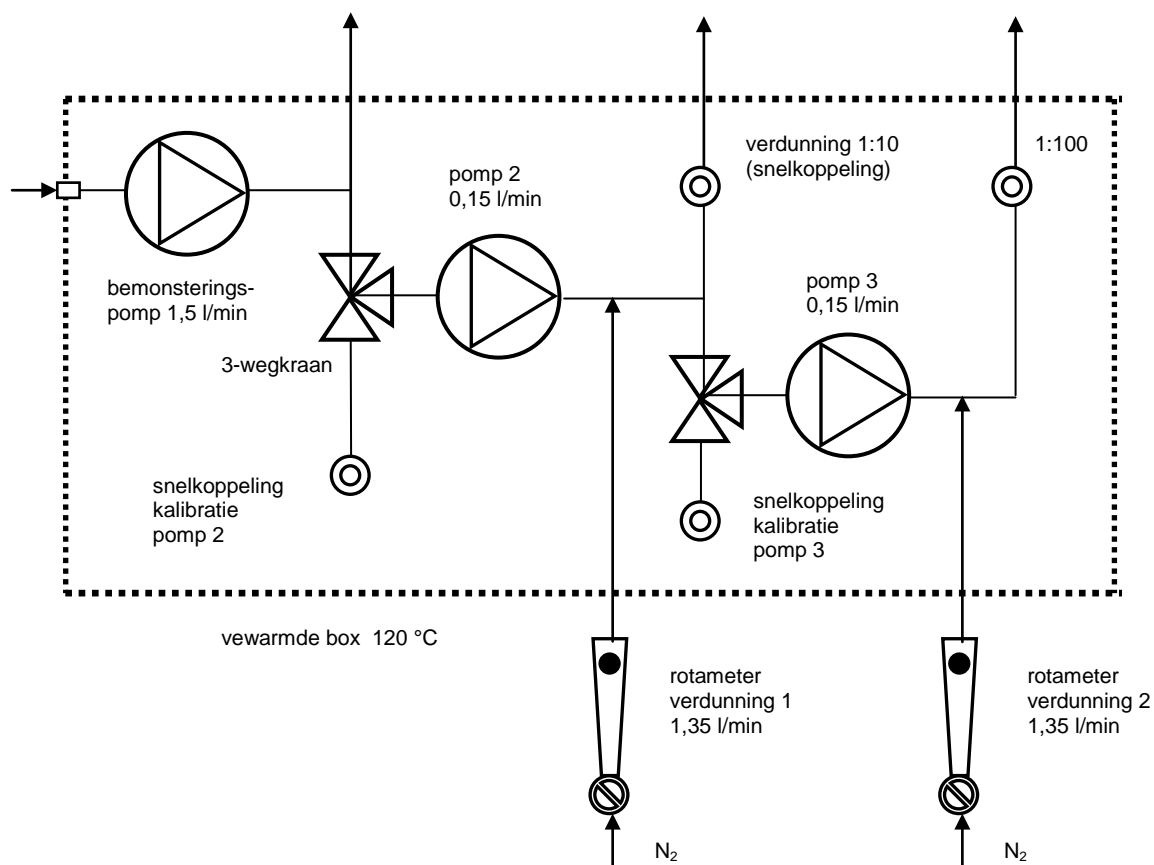 verdunning 1:10
(snelkoppeling)
1:100
pomp 2
0,15 l/min
bemonsterings-
pomp 1,5 l/min
pomp 3
0,15 l/min
3-wegkraan
snelkoppeling
kalibratie
pomp 2
snelkoppeling
kalibratie
pomp 3
vewarmde box 120 °C
rotameter
verdunning 1
1,35 l/min
rotameter
verdunning 2
1,35 l/min
N₂
N₂